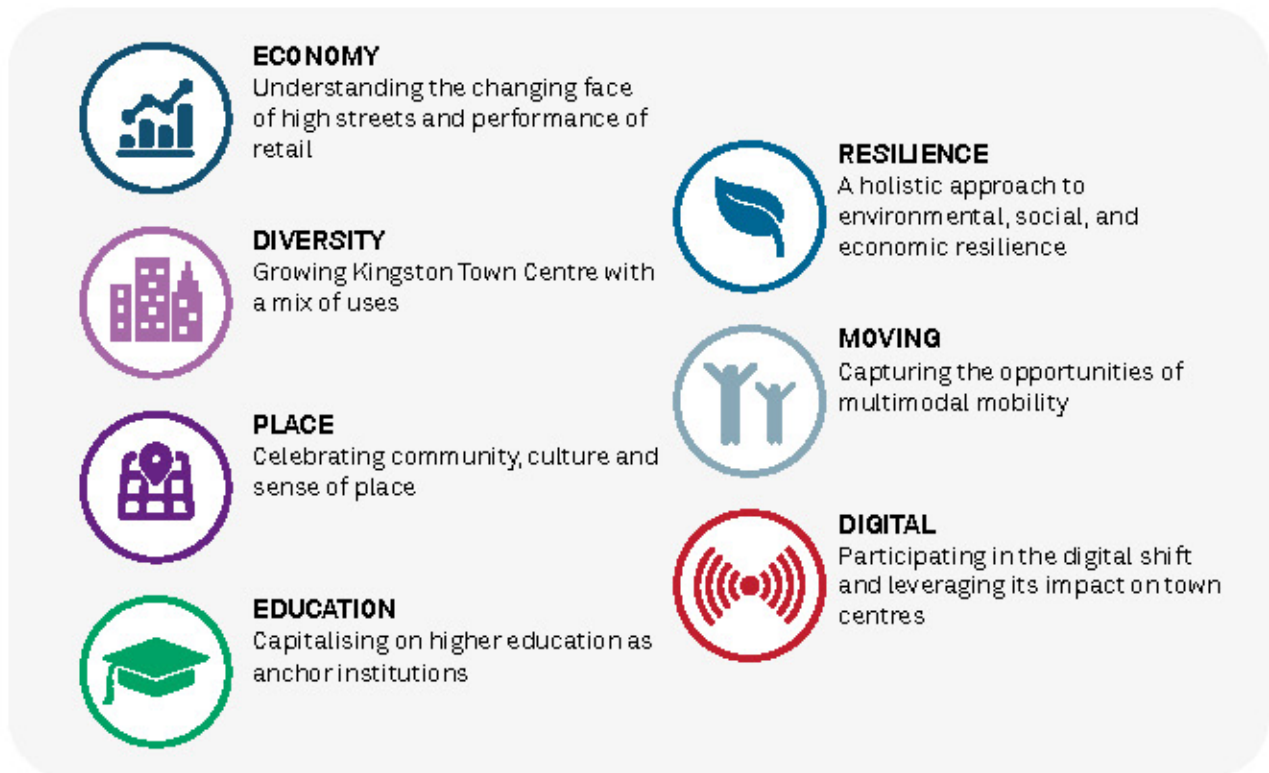 ECONOMY
Understanding the changing face
of high streets and performance of
retail
DIVERSITY
Growing Kingston Town Centre with
a mix of uses
PLACE
Celebrating community, culture and
sense of place
EDUCATION
Capitalising on higher education as
anchor institutions
RESILIENCE
A holistic approach to
environmental, social, and
economic resilience
MOVING
Capturing the opportunities of
multimodal mobility
DIGITAL
Participating in the digital shift
and leveraging its impact on town
centres